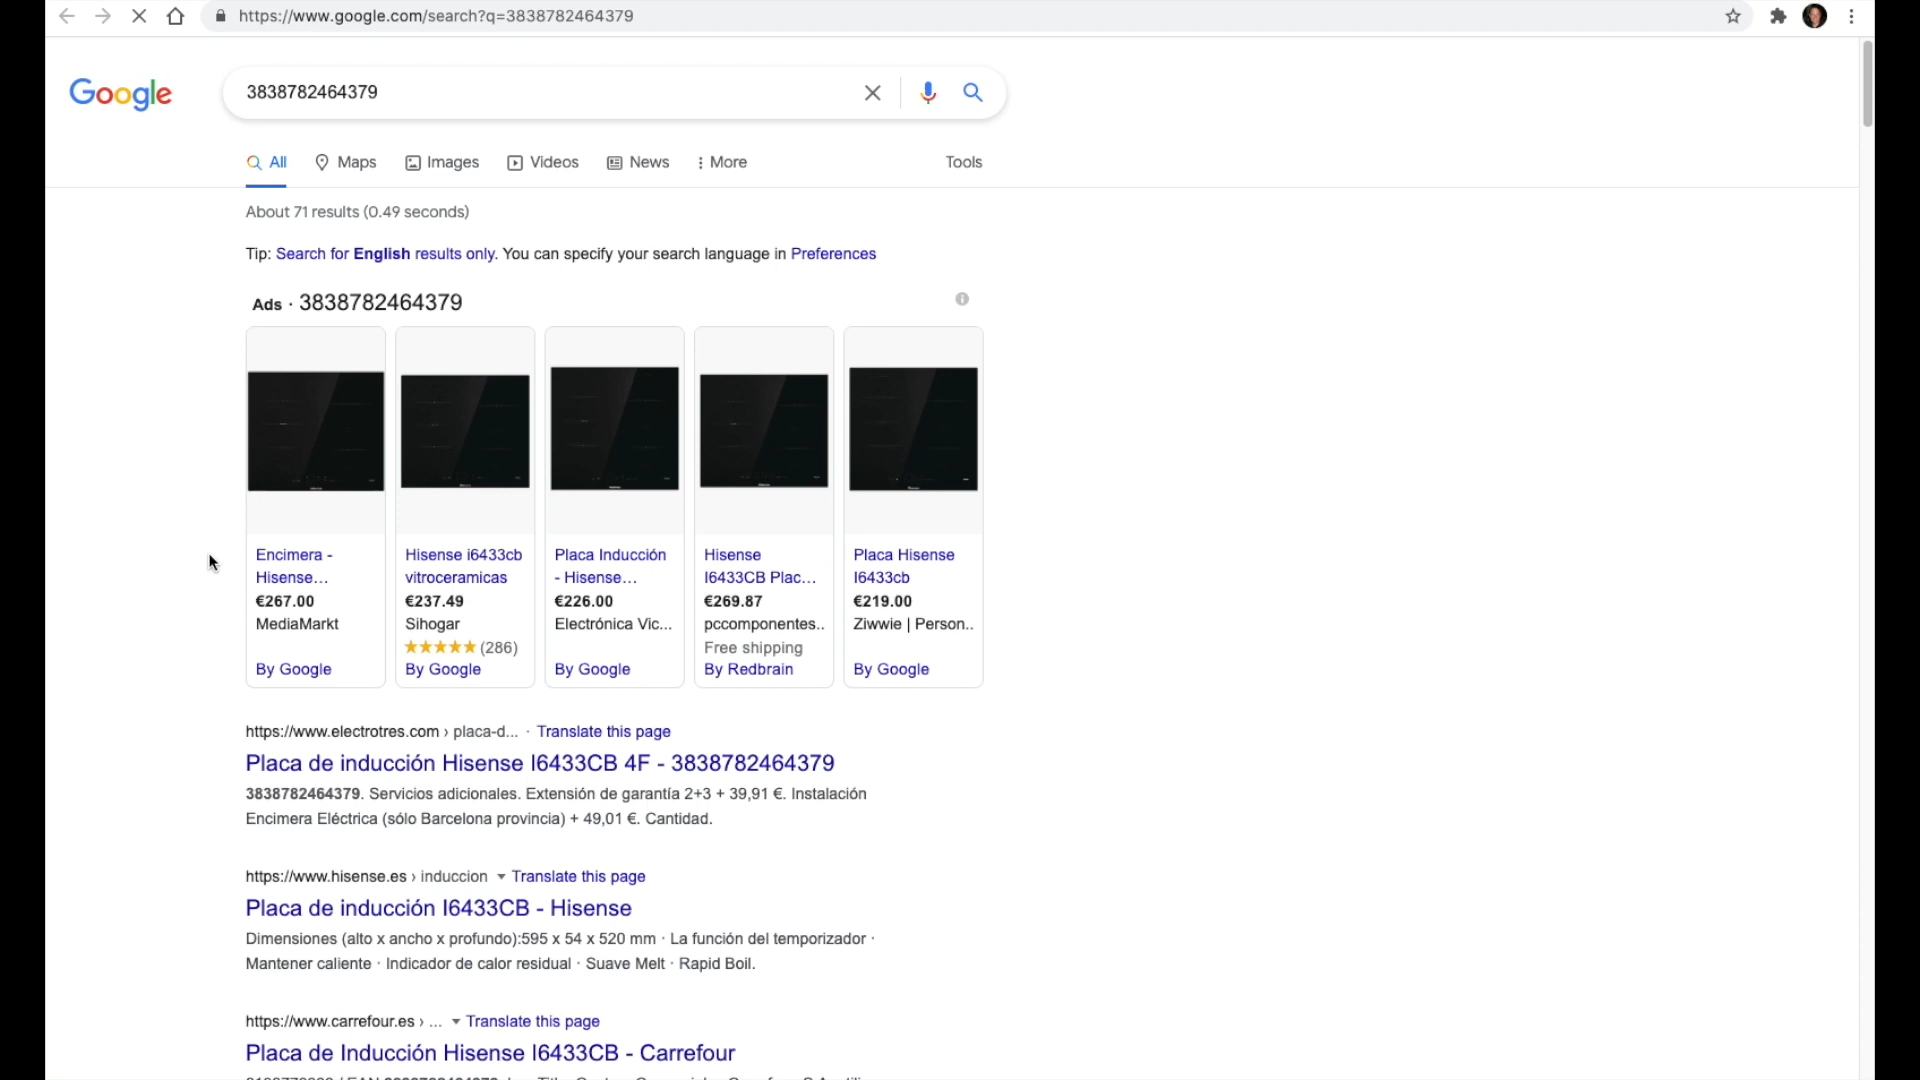 https://www.google.com/search?q=3838782464379
Google
3838782464379
All
Maps
Images
Videos
News
More
Tools
About 71 results (0.49 seconds)
Tip: Search for English results only. You can specify your search language in Preferences
Ads · 3838782464379
Encimera -
Hisense...
€267.00
MediaMarkt
By Google
Hisense i6433cb
vitroceramicas
€237.49
Sihogar
(286)
By Google
Placa Inducción
- Hisense...
€226.00
Electrónica Vic...
By Google
Hisense
I6433CB Plac...
€269.87
pccomponentes..
Free shipping
By Redbrain
Placa Hisense
I6433cb
€219.00
Ziwwie | Person..
By Google
https://www.electrotres.com › placa-d... · Translate this page
Placa de inducción Hisense I6433CB 4F - 3838782464379
3838782464379. Servicios adicionales. Extensión de garantía 2+3 + 39,91 €. Instalación
Encimera Eléctrica (sólo Barcelona provincia) + 49,01 €. Cantidad.
https://www.hisense.es › induccion Translate this page
Placa de inducción I6433CB - Hisense
Dimensiones (alto x ancho x profundo):595 x 54 x 520 mm · La función del temporizador ·
Mantener caliente · Indicador de calor residual · Suave Melt · Rapid Boil.
https://www.carrefour.es › ... Translate this page
Placa de Inducción Hisense I6433CB - Carrefour